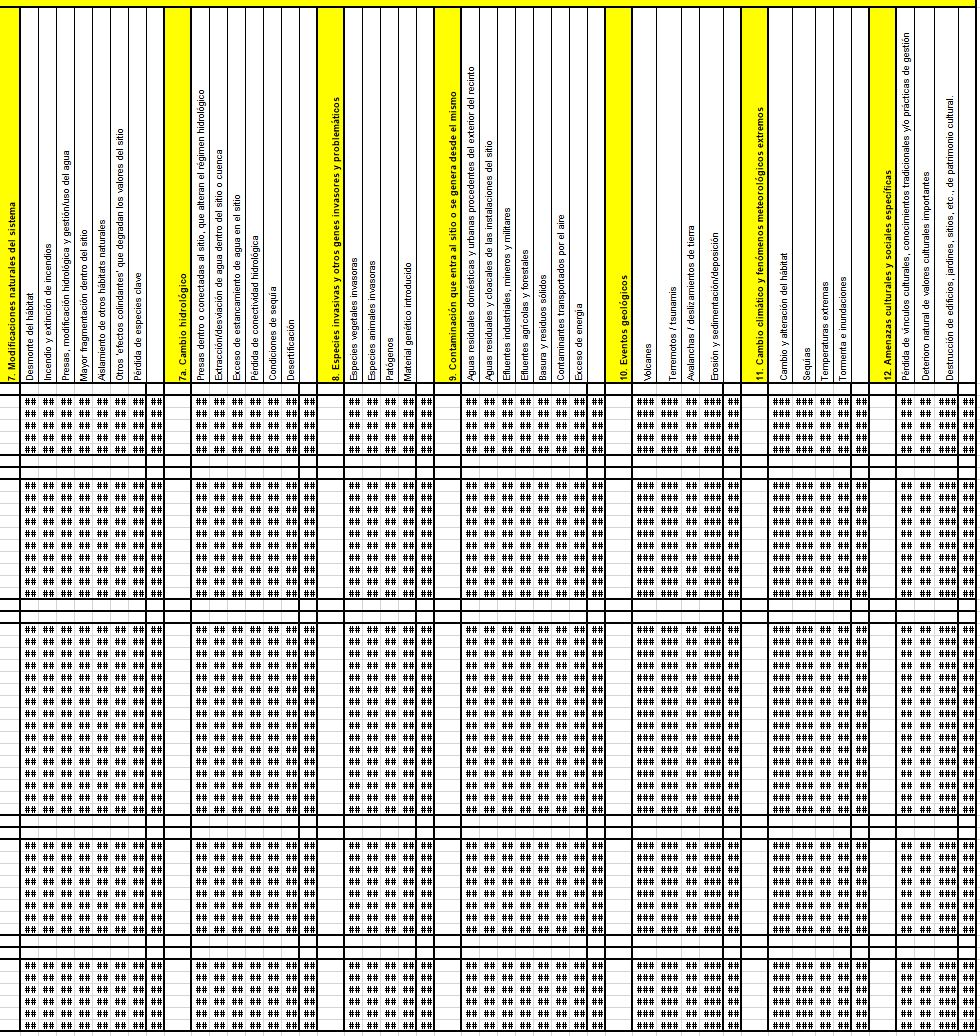 7. Modificaciones naturales del sistema
Desmonte del hábitat
Incendio y extinción de incendios
Presas, modificación hidrológica y gestión/uso del agua
Mayor fragmentación dentro del sitio
Aislamiento de otros hábitats naturales
Otros 'efectos colindantes' que degradan los valores del sitio
Pérdida de especies clave
7a. Cambio hidrológico
Presas dentro o conectadas al sitio, que alteran el régimen hidrológico
Extracción/desviación de agua dentro del sitio o cuenca
Exceso de estancamiento de agua en el sitio
Pérdida de conectividad hidrológica
Condiciones de sequía
Desertificación
8. Especies invasivas y otros genes invasores y problemáticos
Especies vegetales invasoras
Especies animales invasoras
Patógenos
Material genético introducido
9. Contaminación que entra al sitio o se genera desde el mismo
Aguas residuales domésticas y urbanas procedentes del exterior del recinto
Aguas residuales y cloacales de las instalaciones del sitio
Efluentes industriales, mineros y militares
Efluentes agrícolas y forestales
Basura y residuos sólidos
Contaminantes transportados por el aire
Exceso de energía
10. Eventos geológicos
Volcanes
Terremotos / tsunamis
Avalanchas / deslizamientos de tierra
Erosión y sedimentación/deposición
11. Cambio climático y fenómenos meteorológicos extremos
Cambio y alteración del hábitat
Sequías
Temperaturas extremas
Tormenta e inundaciones
12. Amenazas culturales y sociales específicas
Pérdida de vínculos culturales, conocimientos tradicionales y/o prácticas de gestión
Deterioro natural de valores culturales importantes
Destrucción de edificios, jardines, sitios, etc., de patrimonio cultural.